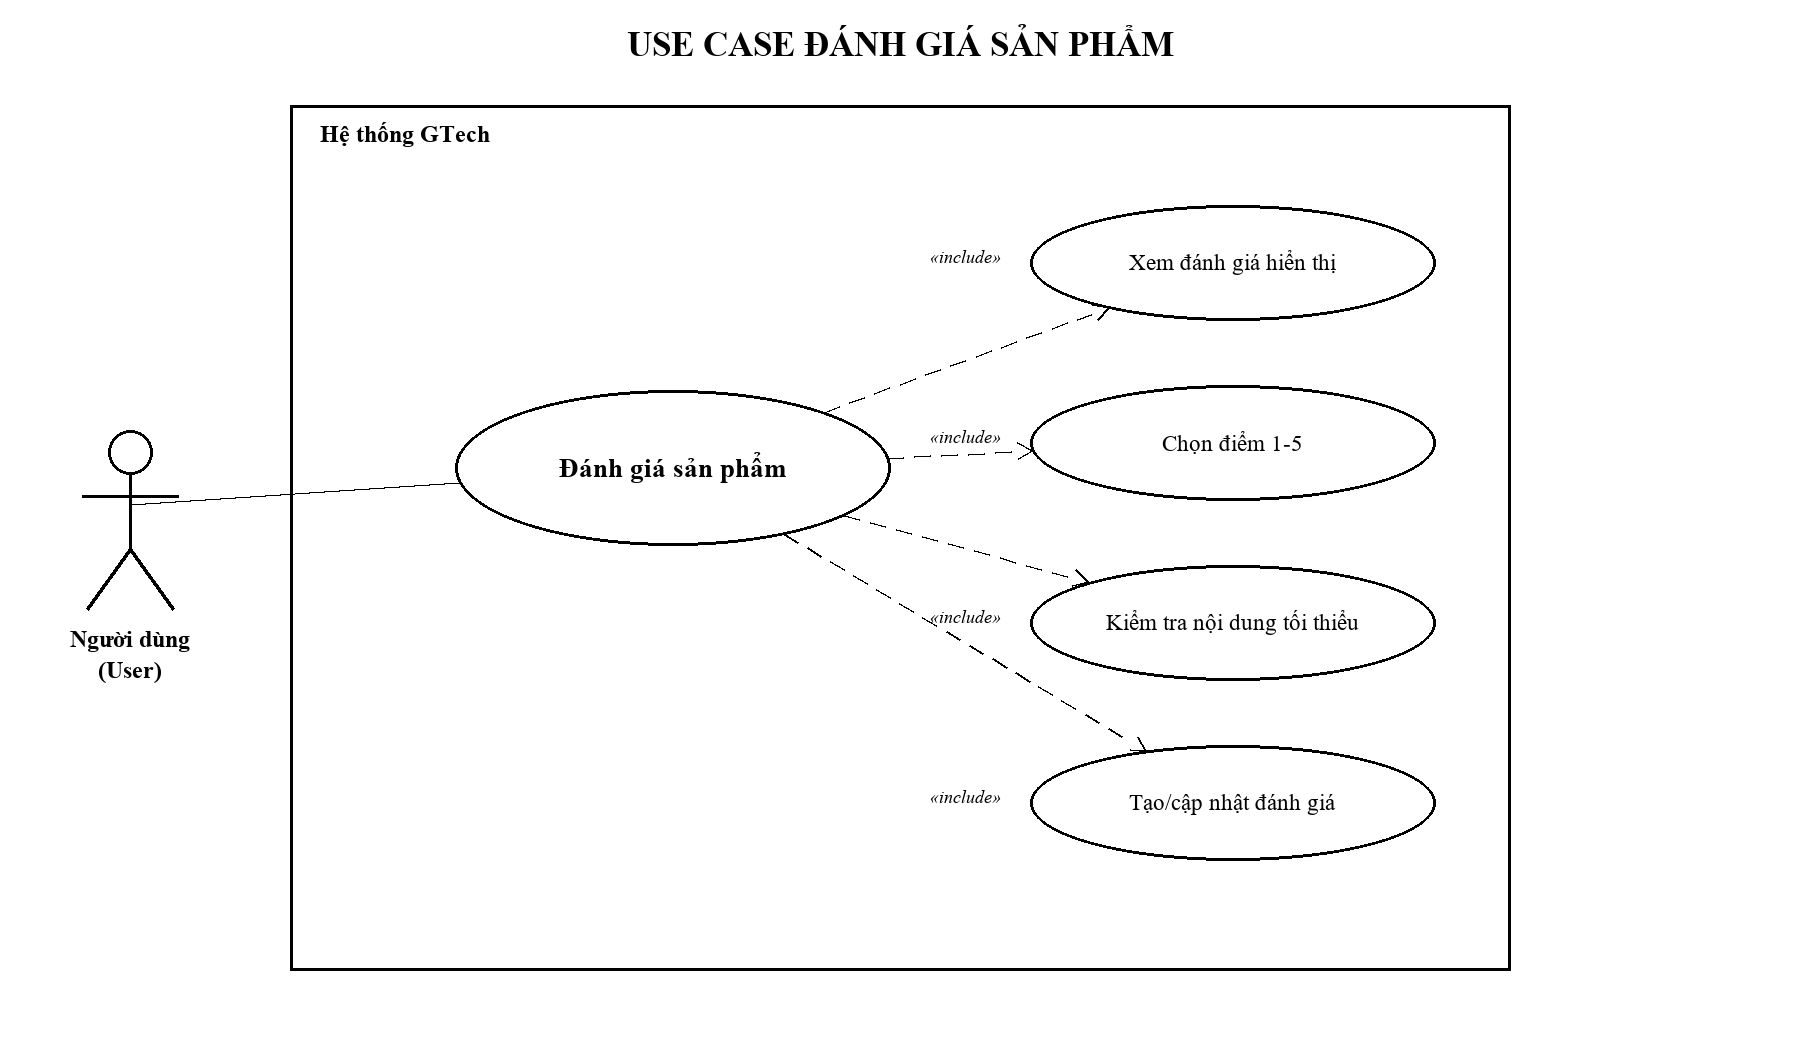 USE CASE ĐÁNH GIÁ SẢN PHẨM
Hệ thống GTech
«include»
Xem đánh giá hiển thị
«include»
Chọn điểm 1-5
Đánh giá sản phẩm
«include»
Kiểm tra nội dung tối thiểu
Người dùng
(User)
«include»
Tạo/cập nhật đánh giá